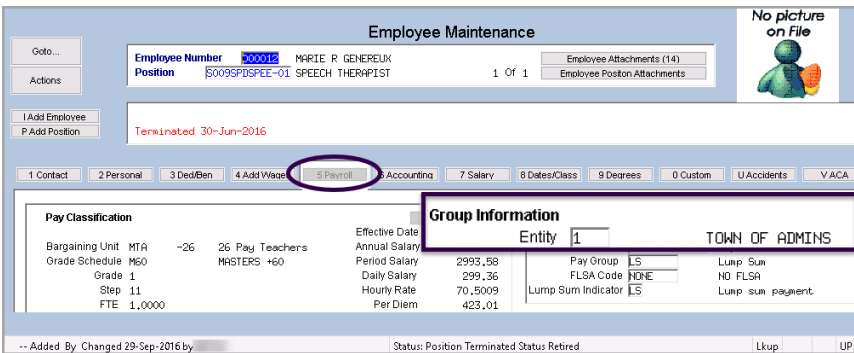 Employee Maintenance
No picture
on File
Goto...
Actions
Employee Number 000012 MARIE R GENEREUX
Employee Attachments (14)
Position S009SPDSPEE-01 SPEECH THERAPIST 1 Of 1
Employee Positon Attachments
I Add Employee
P Add Position
Terminated 30-Jun-2016
1 Contact 2 Personal 3 Ded/Ben 4 Add Wage 5 Payroll 6 Accounting 7 Salary 8 Dates/Class 9 Degrees 0 Custom U Accidents V ACA
Pay Classification
Group Information
Entity 1 TOWN OF ADMINS
Effective Date
Bargaining Unit MTA -26 26 Pay Teachers Annual Salary
Grade Schedule M60 MASTERS +60 Period Salary 2993.58 Pay Group LS Lump Sum
Grade 1 Daily Salary 299.36 FLSA Code NONE NO FLSA
Step 11 Hourly Rate 70.5009 Lump Sum Indicator LS Lump sum payment
FTE 1.0000 Per Diem 423.01
-- Added By Changed 29-Sep-2016 by Status: Position Terminated Status Retired Lkup UP